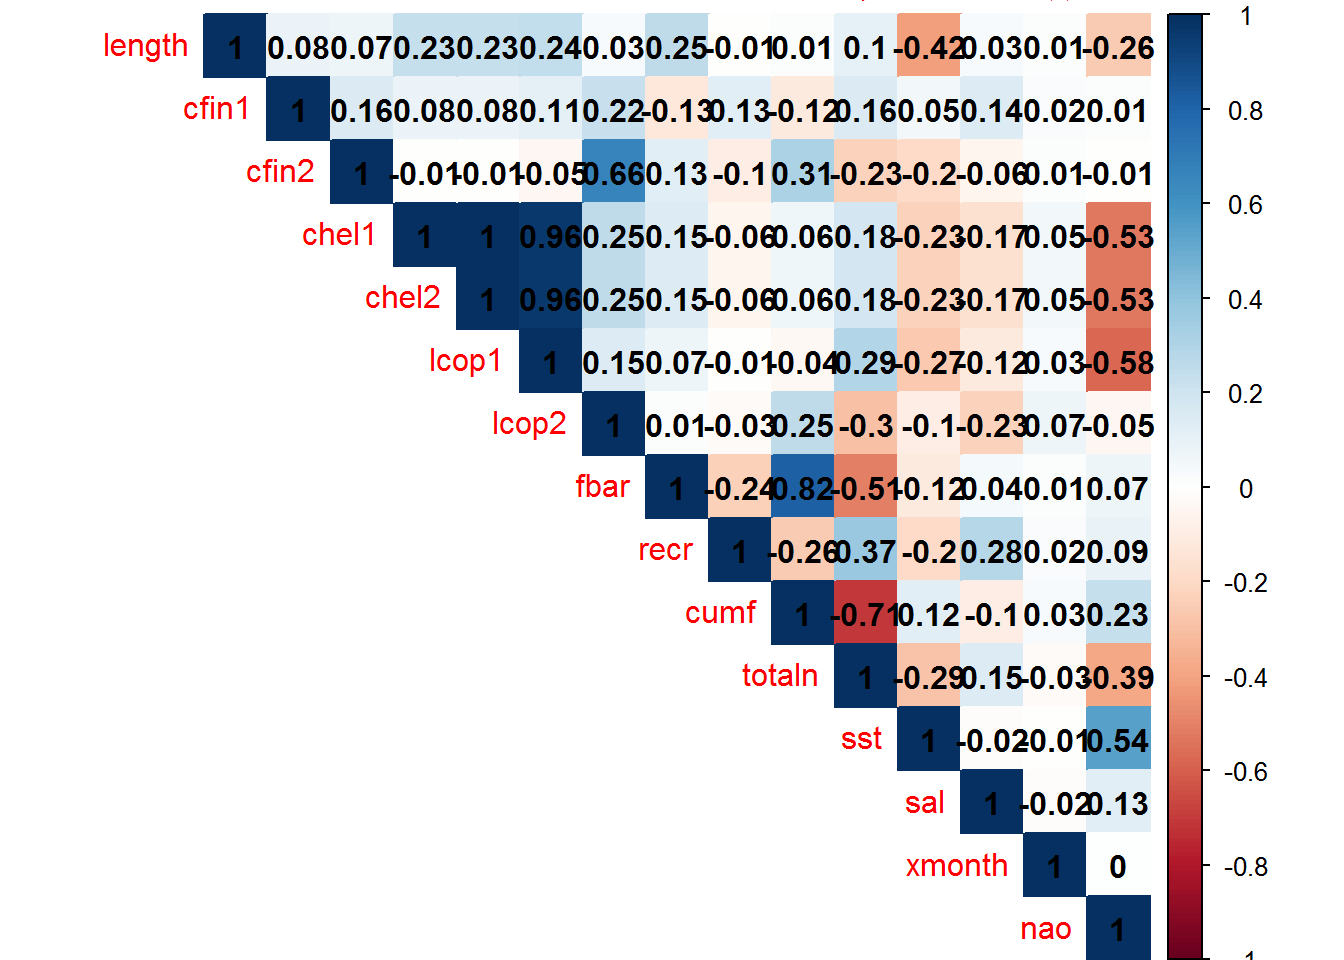 length 1 0.08 0.07 0.23 0.23 0.24 0.03 0.25 -0.01 0.01 0.1 -0.42 0.03 0.01 -0.26
cfin1 1 0.16 0.08 0.08 0.11 0.22 -0.13 0.13 -0.12 0.16 0.05 0.14 0.02 0.01
cfin2 1 -0.01 -0.01 -0.05 0.66 0.13 -0.1 0.31 -0.23 -0.2 -0.06 0.01 -0.01
chel1 1 1 0.96 0.25 0.15 -0.06 0.06 0.18 -0.23 -0.17 0.05 -0.53
chel2 1 0.96 0.25 0.15 -0.06 0.06 0.18 -0.23 -0.17 0.05 -0.53
lcop1 1 0.15 0.07 -0.01 -0.04 0.29 -0.27 -0.12 0.03 -0.58
lcop2 1 0.01 -0.03 0.25 -0.3 -0.1 -0.23 0.07 -0.05
fbar 1 -0.24 0.82 -0.51 -0.12 0.04 0.01 0.07
recr 1 -0.26 0.37 -0.2 0.28 0.02 0.09
cumf 1 -0.71 0.12 -0.1 0.03 0.23
totaln 1 -0.29 0.15 -0.03 -0.39
sst 1 -0.02 -0.01 0.54
sal 1 -0.02 0.13
xmonth 1 0
nao 1
1
0.8
0.6
0.4
0.2
0
-0.2
-0.4
-0.6
-0.8
-1